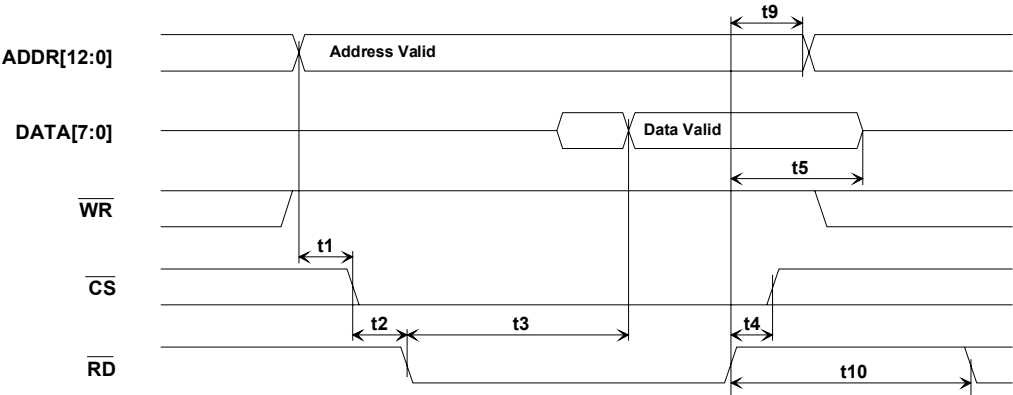 t9
ADDR[12:0]
Address Valid
DATA[7:0]
Data Valid
t5
WR
t1
CS
t2
t3
t4
RD
t10